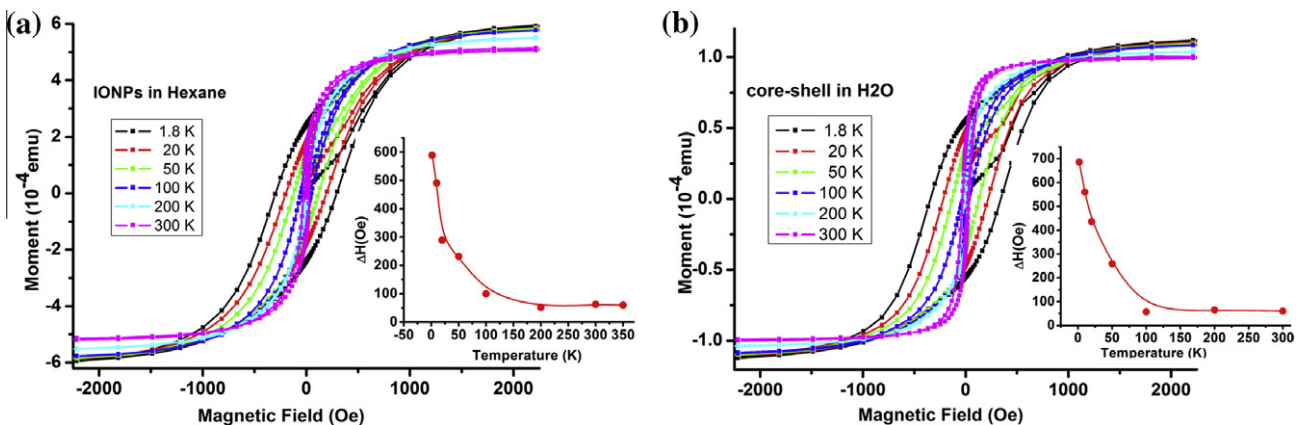 (a)
6
4
2
0
-2
-4
-6
Moment (10-4emu)
IONPs in Hexane
1.8 K
20 K
50 K
100 K
200 K
300 K
-2000 -1000 0 1000 2000
Magnetic Field (Oe)
600
500
400
300
200
100
0
ΔH(Oe)
-50 0 50 100 150 200 250 300 350
Temperature (K)
(b)
1.0
0.5
0.0
-0.5
-1.0
Moment (10-4emu)
core-shell in H2O
1.8 K
20 K
50 K
100 K
200 K
300 K
-2000 -1000 0 1000 2000
Magnetic Field (Oe)
700
600
500
400
300
200
100
0
ΔH(Oe)
0 50 100 150 200 250 300
Temperature (K)